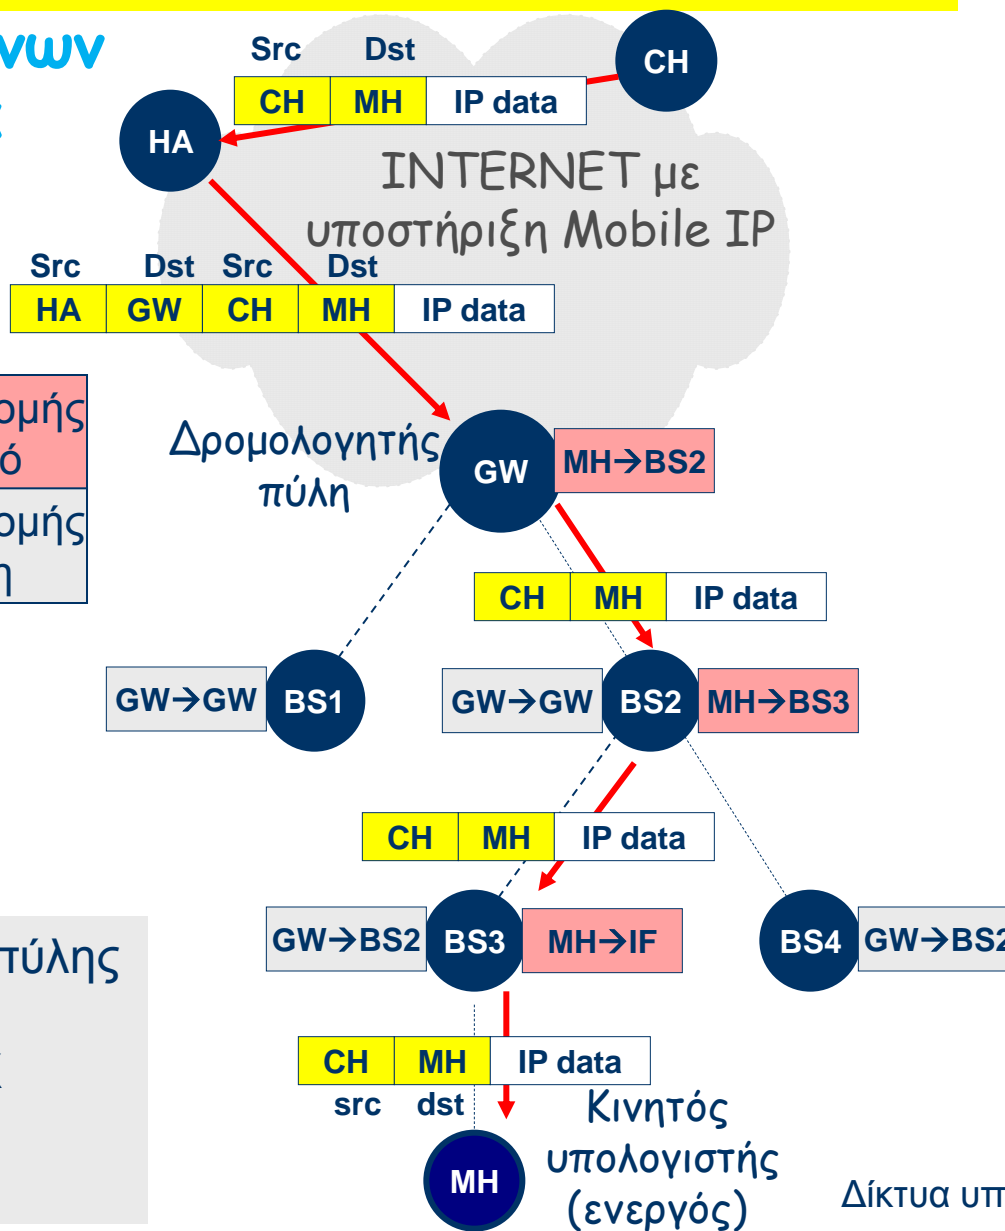 Src Dst
CH
CH MH IP data
HA
INTERNET με
υποστήριξη Mobile IP
Src Dst Src Dst
HA GW CH MH IP data
Δρομολογητής
πύλη
GW
MH→BS2
CH MH IP data
GW→GW
BS1
GW→GW
BS2
MH→BS3
CH MH IP data
GW→BS2
BS3
MH→IF
BS4
GW→BS2
πύλης
CH MH IP data
src dst
Κινητός
υπολογιστής
(ενεργός)
MH
Δίκτυα υπ